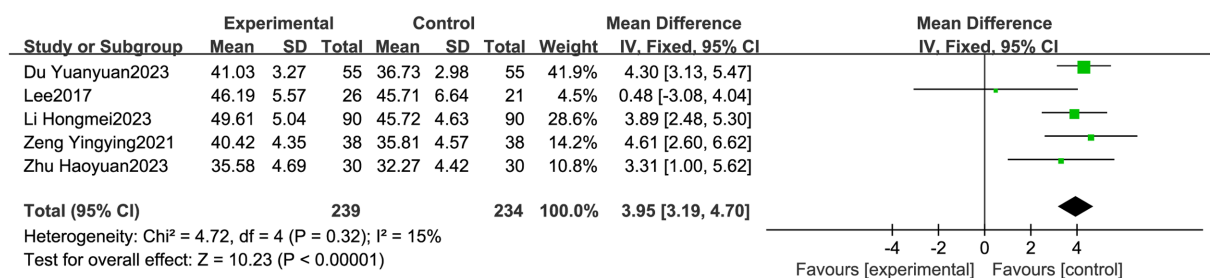 Experimental Control Mean Difference Mean Difference
Study or Subgroup Mean SD Total Mean SD Total Weight IV, Fixed, 95% CI IV, Fixed, 95% CI
Du Yuanyuan2023 41.03 3.27 55 36.73 2.98 55 41.9% 4.30 [3.13, 5.47]
Lee2017 46.19 5.57 26 45.71 6.64 21 4.5% 0.48 [-3.08, 4.04]
Li Hongmei2023 49.61 5.04 90 45.72 4.63 90 28.6% 3.89 [2.48, 5.30]
Zeng Yingying2021 40.42 4.35 38 35.81 4.57 38 14.2% 4.61 [2.60, 6.62]
Zhu Haoyuan2023 35.58 4.69 30 32.27 4.42 30 10.8% 3.31 [1.00, 5.62]
Total (95% CI) 239 234 100.0% 3.95 [3.19, 4.70]
Heterogeneity: Chi² = 4.72, df = 4 (P = 0.32); I² = 15%
Test for overall effect: Z = 10.23 (P < 0.00001)
-4 -2 0 2 4
Favours [experimental] Favours [control]